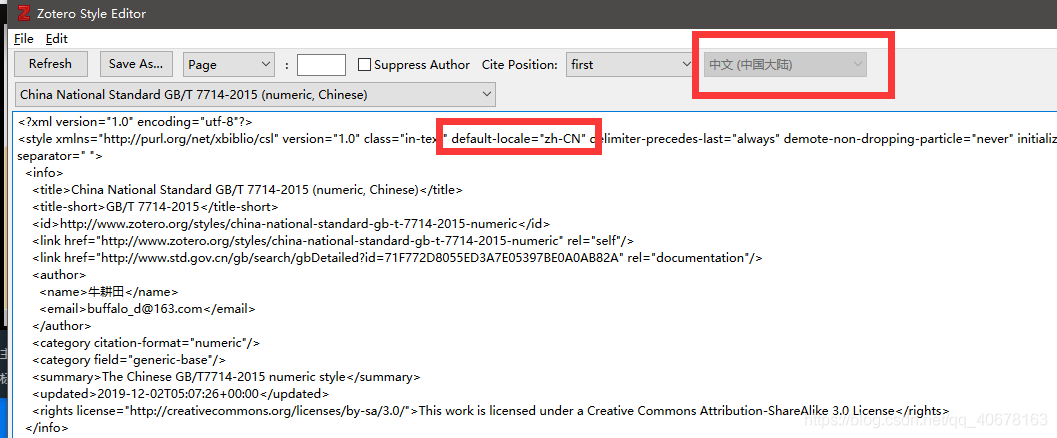 Zotero Style Editor
File Edit
Refresh Save As... Page : Suppress Author Cite Position: first 中文 (中国大陆)
China National Standard GB/T 7714-2015 (numeric, Chinese)
<?xml version="1.0" encoding="utf-8"?>
<style xmlns="http://purl.org/net/xbiblio/csl" version="1.0" class="in-tex" default-locale="zh-CN" delimiter-precedes-last="always" demote-non-dropping-particle="never" initializ
separator=" ">
<info>
<title>China National Standard GB/T 7714-2015 (numeric, Chinese)</title>
<title-short>GB/T 7714-2015</title-short>
<id>http://www.zotero.org/styles/china-national-standard-gb-t-7714-2015-numeric</id>
<link href="http://www.zotero.org/styles/china-national-standard-gb-t-7714-2015-numeric" rel="self"/>
<link href="http://www.std.gov.cn/gb/search/gbDetailed?id=71F772D8055ED3A7E05397BE0A0AB82A" rel="documentation"/>
<author>
<name>牛耕田</name>
<email>buffalo_d@163.com</email>
</author>
<category citation-format="numeric"/>
<category field="generic-base"/>
<summary>The Chinese GB/T7714-2015 numeric style</summary>
<updated>2019-12-02T05:07:26+00:00</updated>
<rights license="http://creativecommons.org/licenses/by-sa/3.0/">This work is licensed under a Creative Commons Attribution-ShareAlike 3.0 License</rights>
</info>
https://blog.csdn.net/qq_40678163